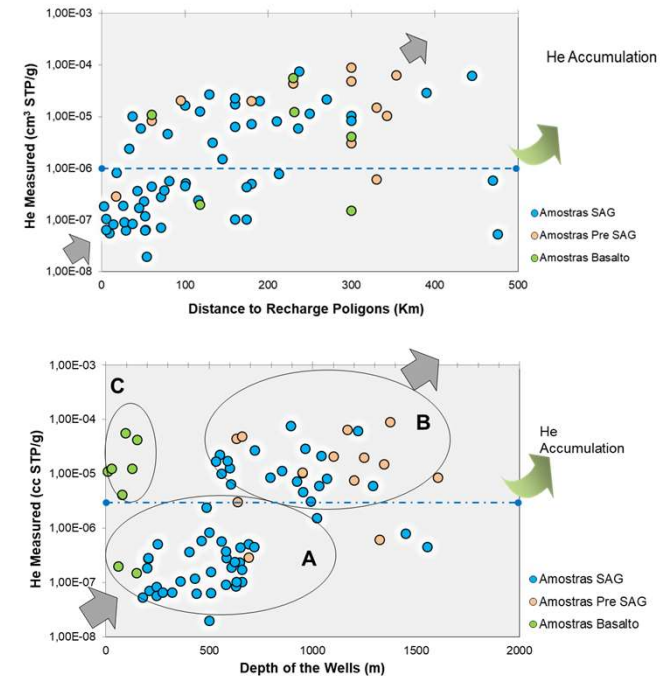 1,00E-03
1,00E-04
1,00E-05
1,00E-06
1,00E-07
1,00E-08
He Measured (cm³ STP/g)
0
100
200
300
400
500
Distance to Recharge Poligons (Km)
He Accumulation
Amostras SAG
Amostras Pre SAG
Amostras Basalto
1,00E-03
1,00E-04
1,00E-05
1,00E-06
1,00E-07
1,00E-08
He Measured (cc STP/g)
C
B
A
0
500
1000
1500
2000
Depth of the Wells (m)
He
Accumulation
Amostras SAG
Amostras Pre SAG
Amostras Basalto